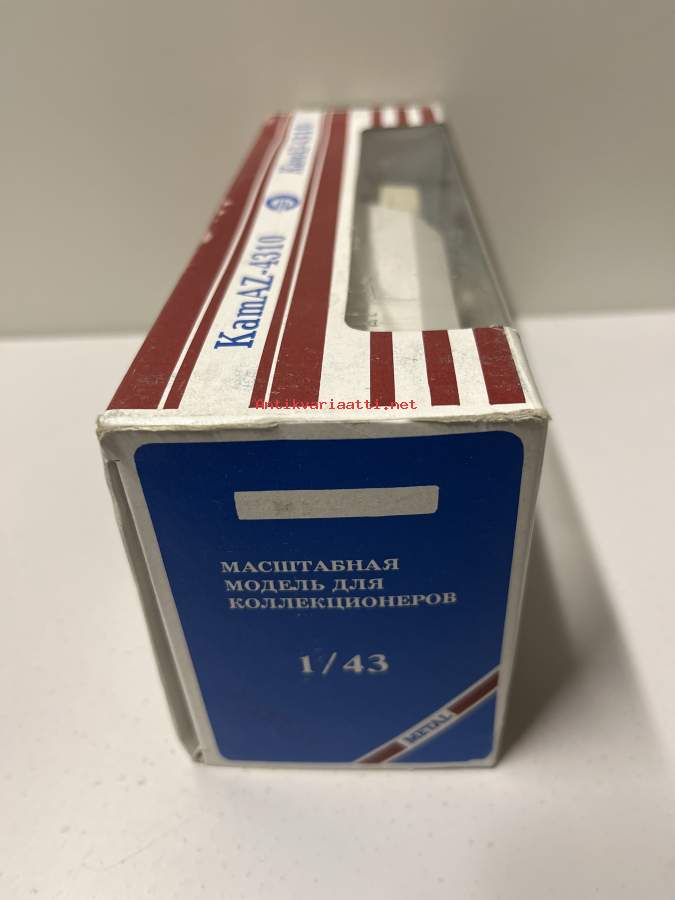 KamAZ-4310
KamAZ-4310
Antikvariaatti.net
МАСШТАБНАЯ
МОДЕЛЬ ДЛЯ
КОЛЛЕКЦИОНЕРОВ
1/43
METAL